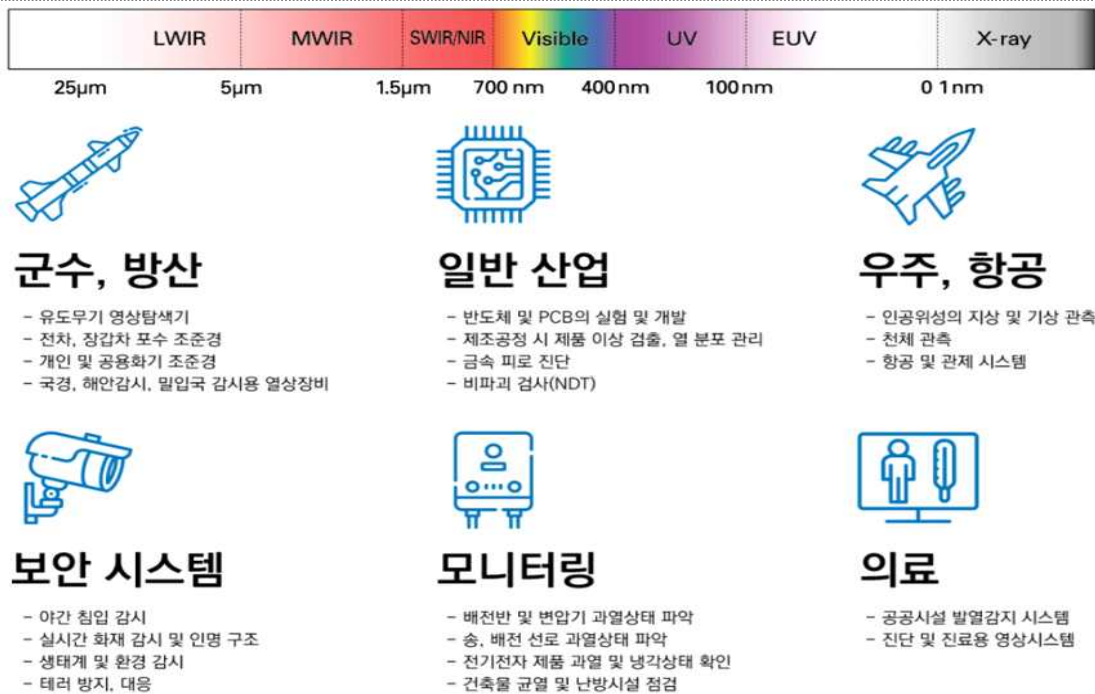 LWIR MWIR SWIR/NIR Visible UV EUV X-ray
25μm 5μm 1.5μm 700 nm 400 nm 100 nm 0 1 nm
군수, 방산
- 유도무기 영상탐색기
- 전차, 장갑차 포수 조준경
- 개인 및 공용화기 조준경
- 국경, 해안감시, 밀입국 감시용 열상장비
일반 산업
- 반도체 및 PCB의 실험 및 개발
- 제조공정 시 제품 이상 검출, 열 분포 관리
- 금속 피로 진단
- 비파괴 검사(NDT)
우주, 항공
- 인공위성의 지상 및 기상 관측
- 천체 관측
- 항공 및 관제 시스템
보안 시스템
- 야간 침입 감시
- 실시간 화재 감시 및 인명 구조
- 생태계 및 환경 감시
- 테러 방지, 대응
모니터링
- 배전반 및 변압기 과열상태 파악
- 송, 배전 선로 과열상태 파악
- 전기전자 제품 과열 및 냉각상태 확인
- 건축물 균열 및 난방시설 점검
의료
- 공공시설 발열감지 시스템
- 진단 및 진료용 영상시스템